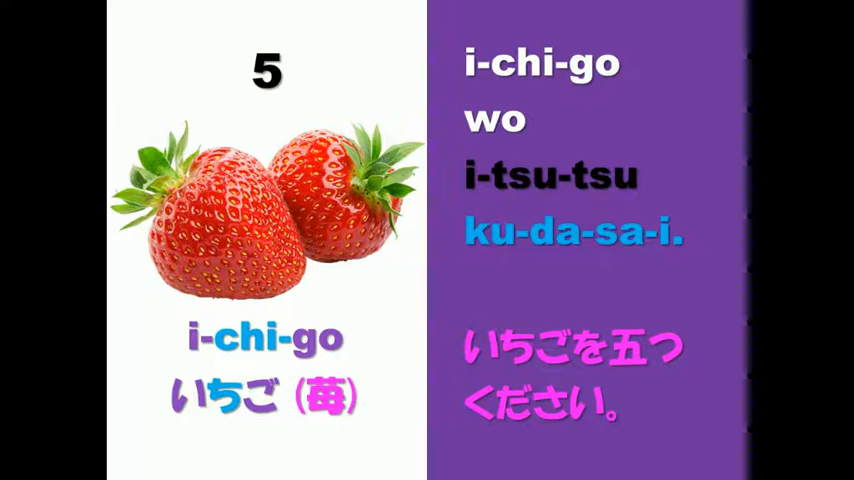 5
i-chi-go
いちご (苺)
i-chi-go
wo
i-tsu-tsu
ku-da-sa-i.
いちごを五つ
ください。